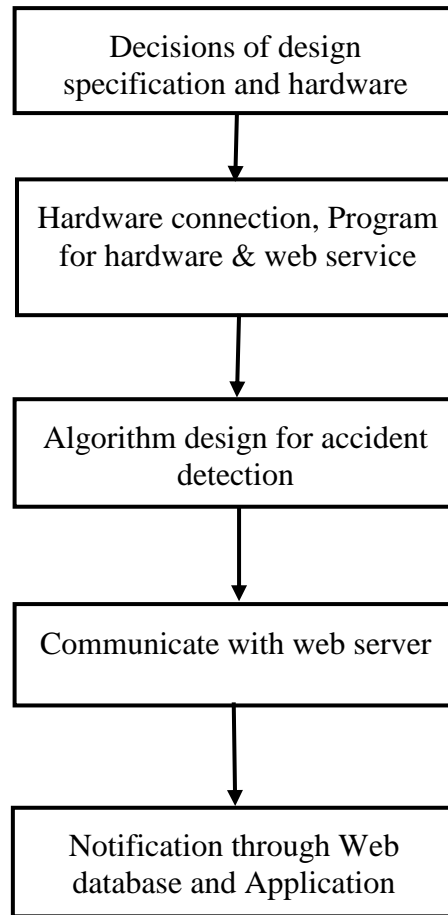 Decisions of design
specification and hardware
Hardware connection, Program
for hardware & web service
Algorithm design for accident
detection
Communicate with web server
Notification through Web
database and Application